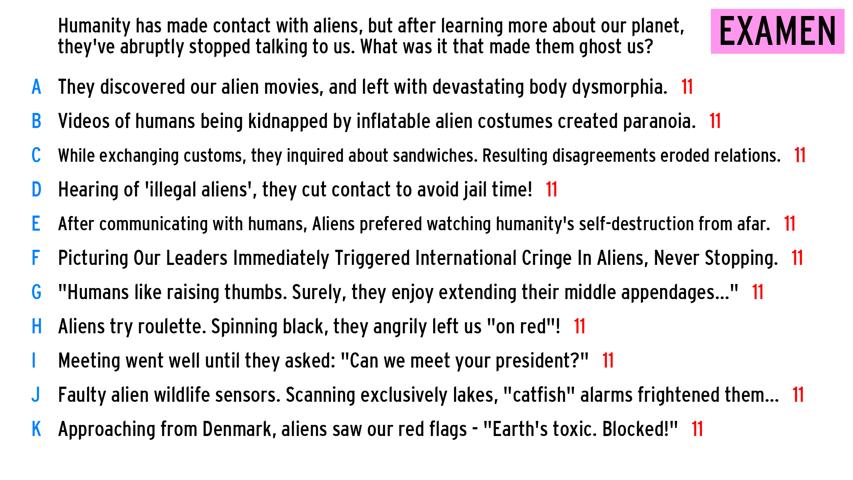 Humanity has made contact with aliens, but after learning more about our planet,
they've abruptly stopped talking to us. What was it that made them ghost us?
EXAMEN
A They discovered our alien movies, and left with devastating body dysmorphia. 11
B Videos of humans being kidnapped by inflatable alien costumes created paranoia. 11
C While exchanging customs, they inquired about sandwiches. Resulting disagreements eroded relations. 11
D Hearing of 'illegal aliens', they cut contact to avoid jail time! 11
E After communicating with humans, Aliens prefered watching humanity's self-destruction from afar. 11
F Picturing Our Leaders Immediately Triggered International Cringe In Aliens, Never Stopping. 11
G "Humans like raising thumbs. Surely, they enjoy extending their middle appendages..." 11
H Aliens try roulette. Spinning black, they angrily left us "on red"! 11
I Meeting went well until they asked: "Can we meet your president?" 11
J Faulty alien wildlife sensors. Scanning exclusively lakes, "catfish" alarms frightened them... 11
K Approaching from Denmark, aliens saw our red flags - "Earth's toxic. Blocked!" 11